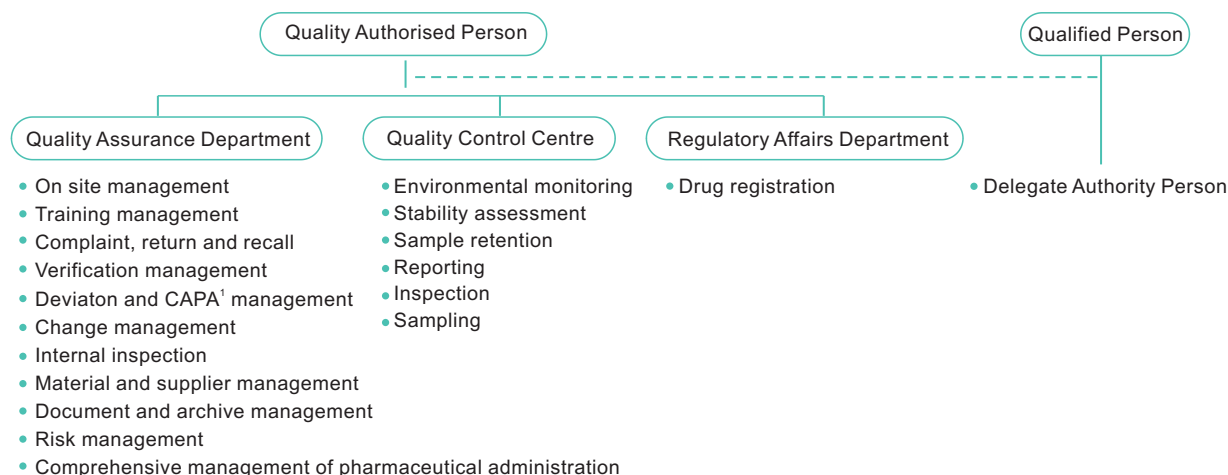 Quality Authorised Person
Qualified Person
Quality Assurance Department
Quality Control Centre
Regulatory Affairs Department
• On site management
• Training management
• Complaint, return and recall
• Verification management
• Deviaton and CAPA¹ management
• Change management
• Internal inspection
• Material and supplier management
• Document and archive management
• Risk management
• Comprehensive management of pharmaceutical administration
• Environmental monitoring
• Stability assessment
• Sample retention
• Reporting
• Inspection
• Sampling
• Drug registration
• Delegate Authority Person